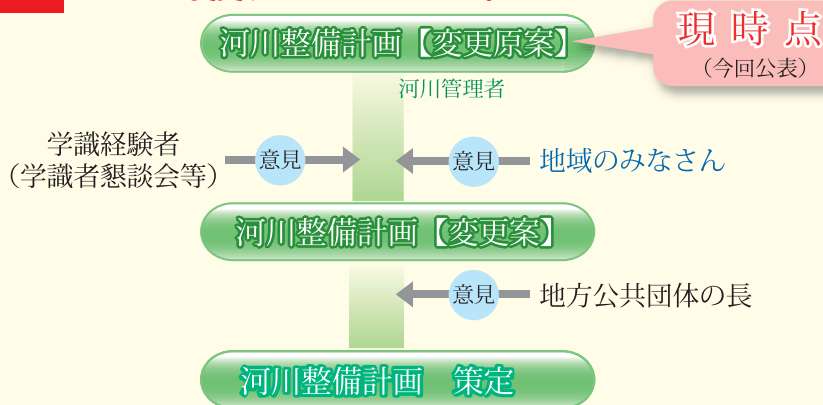 河川整備計画【変更原案】
現時点
（今回公表）
河川管理者
学識経験者
（学識者懇談会等）
意見
意見
地域のみなさん
河川整備計画【変更案】
意見
地方公共団体の長
河川整備計画　策定